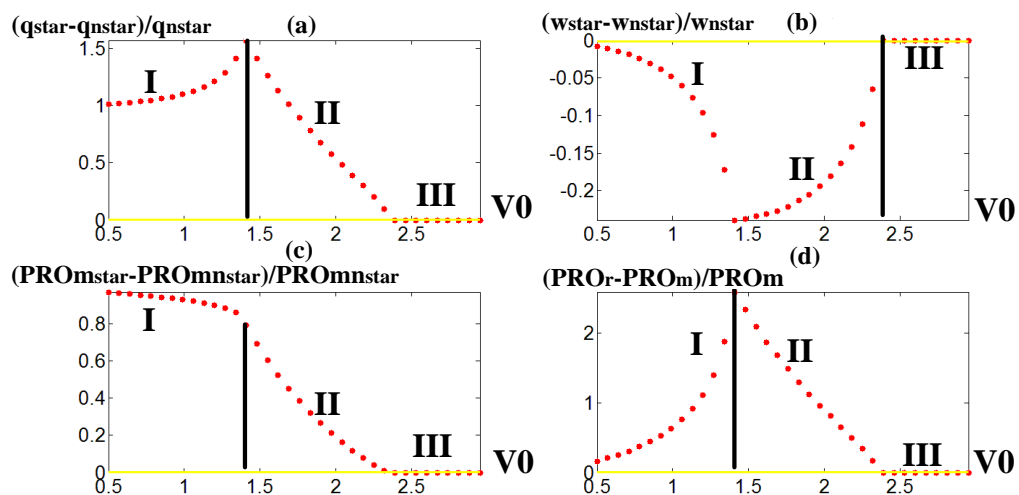 (qstar-qnstar)/qnstar (a)
1.5
1
0.5
0
I
II
III
V0
0.5 1 1.5 2 2.5
(wstar-wnstar)/wnstar (b)
0
-0.05
-0.1
-0.15
-0.2
I
II
III
V0
0.5 1 1.5 2 2.5
(c)
(PROmstar-PROmnstar)/PROmnstar
0.8
0.6
0.4
0.2
0
I
II
III
V0
0.5 1 1.5 2 2.5
(d)
(PROr-PROm)/PROm
2
1
0
I
II
III
V0
0.5 1 1.5 2 2.5